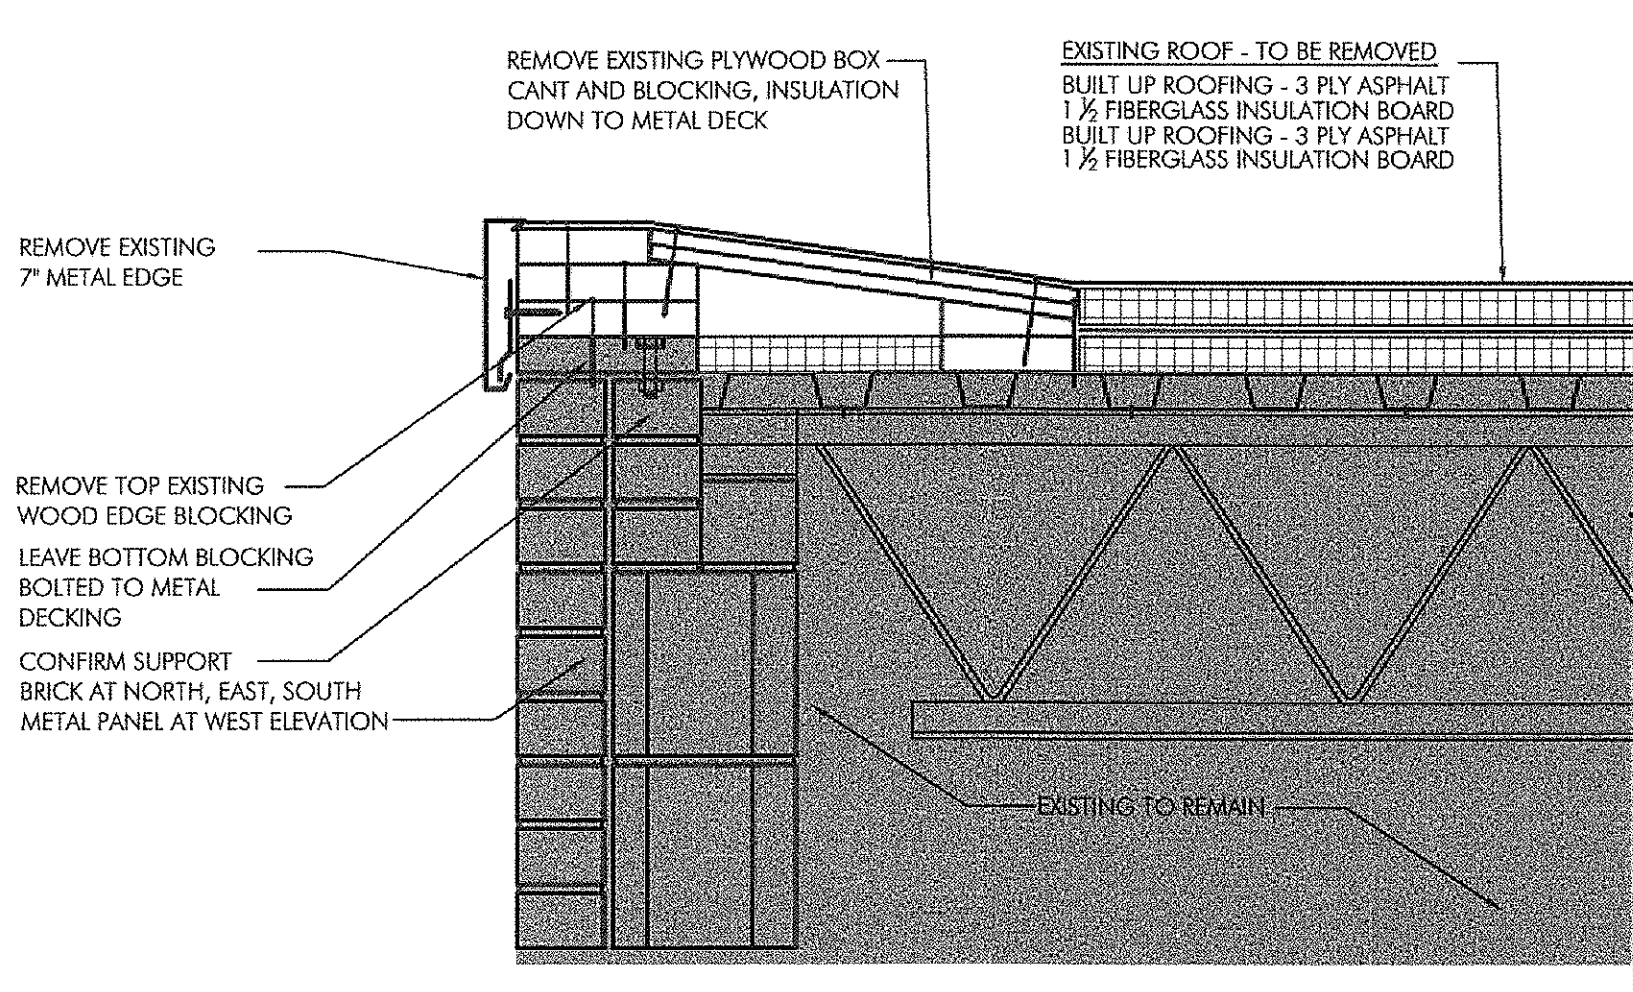 REMOVE EXISTING PLYWOOD BOX
CANT AND BLOCKING, INSULATION
DOWN TO METAL DECK
EXISTING ROOF - TO BE REMOVED
BUILT UP ROOFING - 3 PLY ASPHALT
1 ½ FIBERGLASS INSULATION BOARD
BUILT UP ROOFING - 3 PLY ASPHALT
1 ½ FIBERGLASS INSULATION BOARD
REMOVE EXISTING
7" METAL EDGE
REMOVE TOP EXISTING
WOOD EDGE BLOCKING
LEAVE BOTTOM BLOCKING
BOLTED TO METAL
DECKING
CONFIRM SUPPORT
BRICK AT NORTH, EAST, SOUTH
METAL PANEL AT WEST ELEVATION
EXISTING TO REMAIN